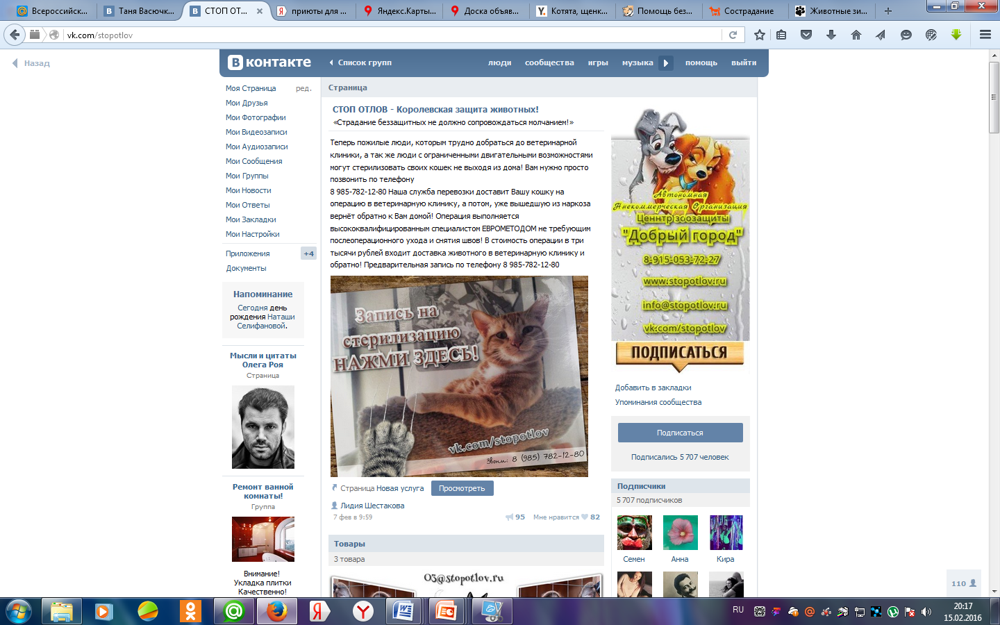 Всероссийск...
Таня Васючк...
СТОП ОТ...
приюты для ...
Яндекс.Карты...
Доска объяв...
Котята, щенк...
Помощь без...
Сострадание
Животные зи...
vk.com/stopotlov
Назад
В контакте
Список групп
люди
сообщества
игры
музыка
помощь
выйти
Моя Страница
ред.
Мои Друзья
Мои Фотографии
Мои Видеозаписи
Мои Аудиозаписи
Мои Сообщения
Мои Группы
Мои Новости
Мои Ответы
Мои Закладки
Мои Настройки
Приложения
+4
Документы
Напоминание
Сегодня день
рождения Наташи
Селифановой.
Мысли и цитаты
Олега Роя
Страница
Ремонт ванной
комнаты!
Группа
Внимание!
Укладка плитки
Качественно!
Страница
СТОП ОТЛОВ - Королевская защита животных!
«Страдание беззащитных не должно сопровождаться молчанием!»
Теперь пожилые люди, которым трудно добраться до ветеринарной
клиники, а так же люди с ограниченными двигательными возможностями
могут стерилизовать своих кошек не выходя из дома! Вам нужно просто
позвонить по телефону
8 985-782-12-80 Наша служба перевозки доставит Вашу кошку на
операцию в ветеринарную клинику, а потом, уже вышедшую из наркоза
вернёт обратно к Вам домой! Операция выполняется
высококвалифицированным специалистом ЕВРОМЕТОДОМ не требующим
послеоперационного ухода и снятия швов! В стоимость операции в три
тысячи рублей входит доставка животного в ветеринарную клинику и
обратно! Предварительная запись по телефону 8 985-782-12-80
Запись на
стерилизацию
НАЖМИ ЗДЕСЬ!
vk.com/stopotlov
Звони: 8 (985) 782-12-80
Страница Новая услуга
Просмотреть
Лидия Шестакова
7 фев в 9:59
95
Мне нравится
82
Товары
3 товара
03@stopotlov.ru
Автономная
Некоммерческая Организация
Ценнтр зоозащиты
"Добрый город"
8-915-053-72-27
www.stopotlov.ru
info@stopotlov.ru
vk.com/stopotlov
ПОДПИСАТЬСЯ
Добавить в закладки
Упоминания сообщества
Подписаться
Подписались 5 707 человек
Подписчики
5 707 подписчиков
Семен
Анна
Кира
110
RU
20:17
15.02.2016